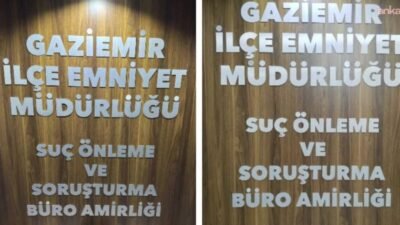 GAZİEMİR
İLÇE EMNİYET
MÜDÜRLÜĞÜ
SUÇ ÖNLEME
VE
SORUŞTURMA
BÜRO AMİRLİĞİ
GAZİEMİR
İLÇE EMNİYET
MÜDÜRLÜĞÜ
SUÇ ÖNLEME
VE
SORUŞTURMA
BÜRO AMİRLİĞİ